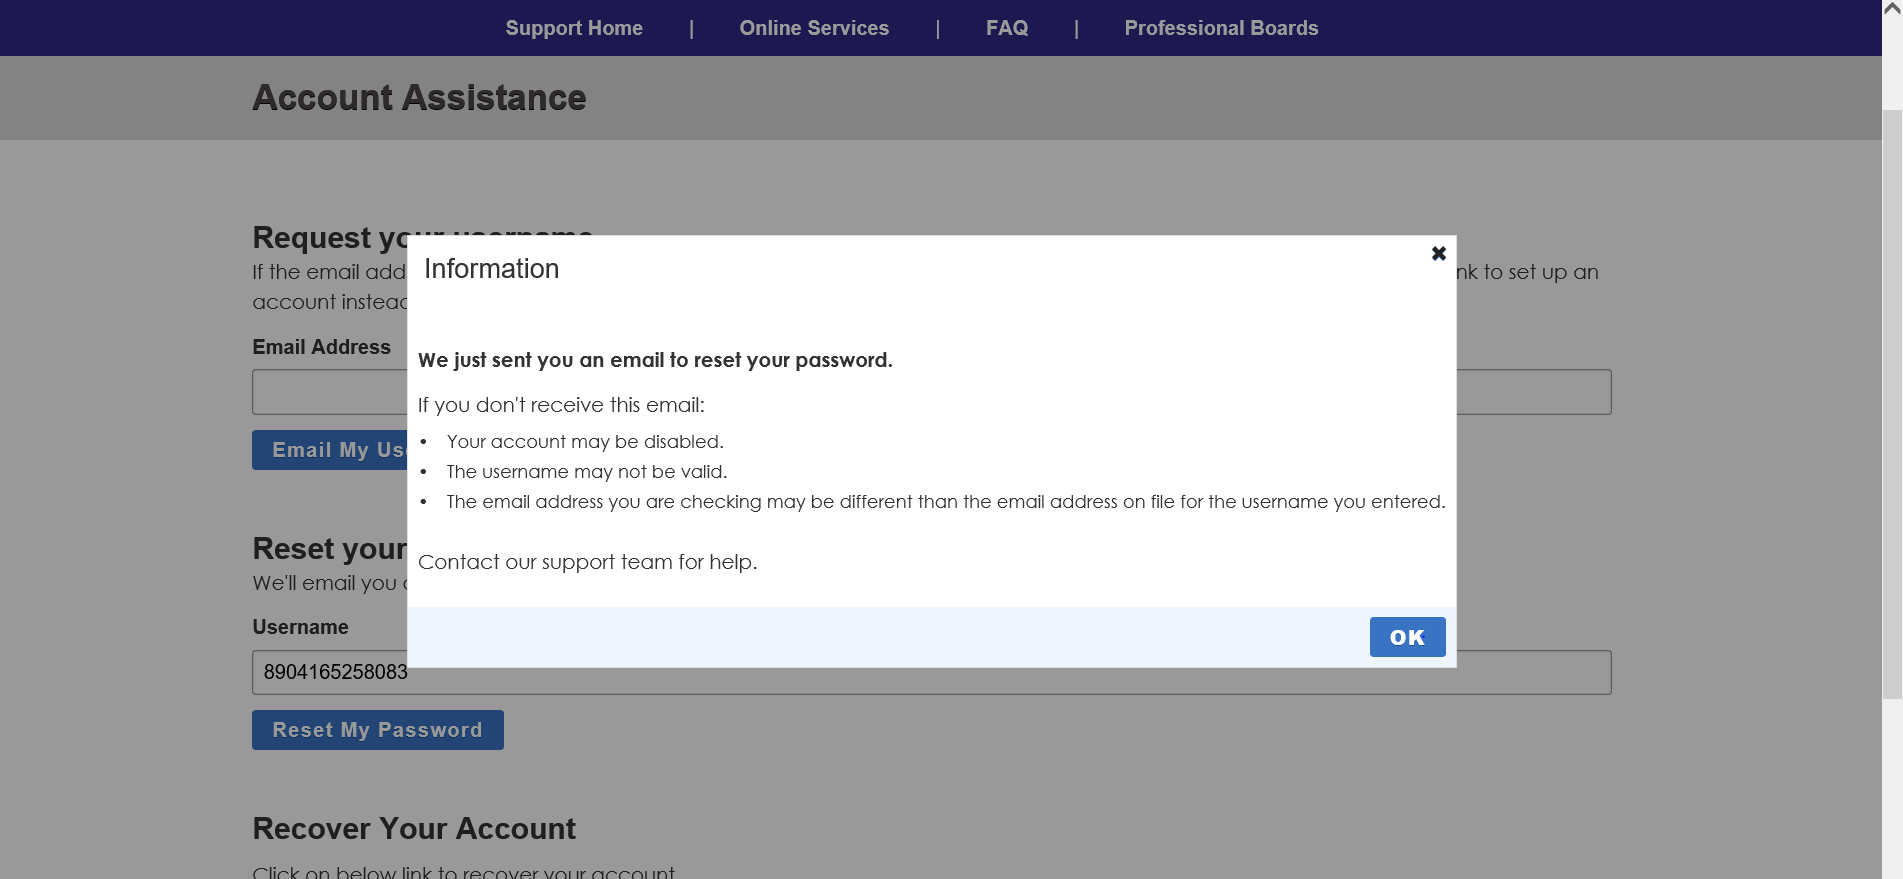 Support Home | Online Services | FAQ | Professional Boards
Account Assistance
Request your username
If the email add
nk to set up an
account instead
Email Address
Email My Us
Information
We just sent you an email to reset your password.
If you don't receive this email:
• Your account may be disabled.
• The username may not be valid.
• The email address you are checking may be different than the email address on file for the username you entered.
Contact our support team for help.
OK
Reset your
We'll email you
Username
8904165258083
Reset My Password
Recover Your Account
Click on below link to recover your account